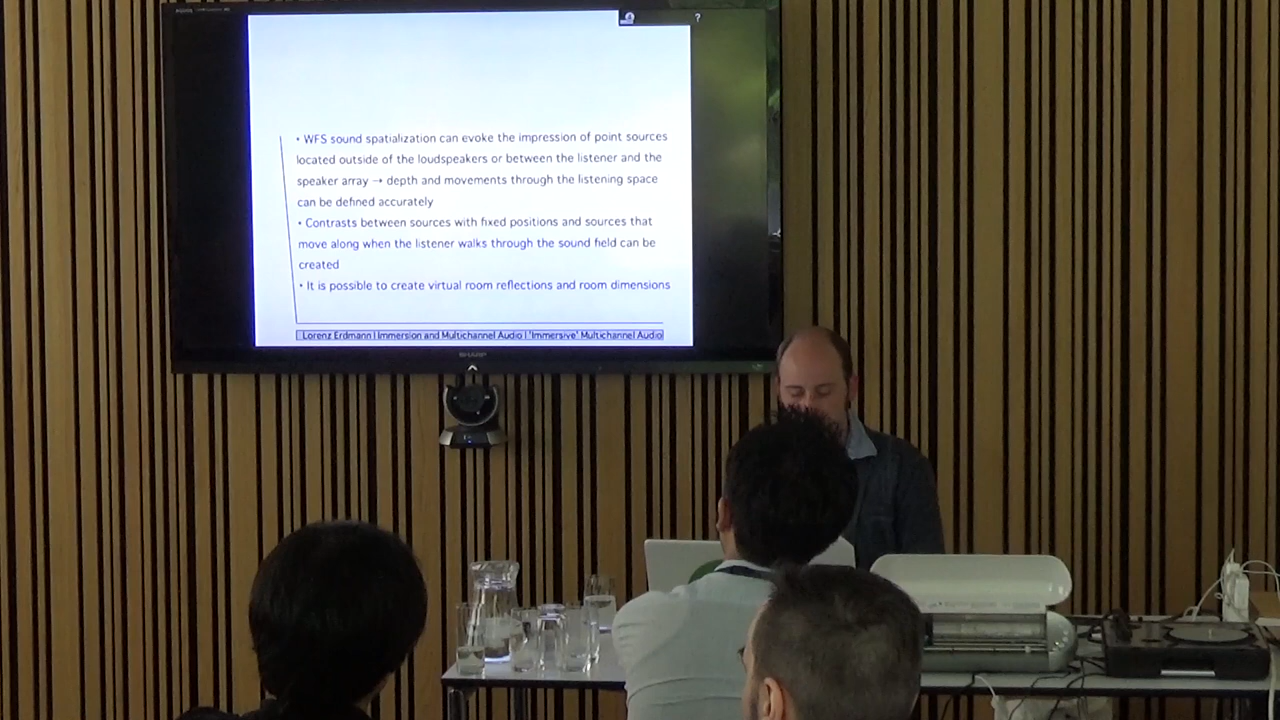 ?
• WFS sound spatialization can evoke the impression of point sources
located outside of the loudspeakers or between the listener and the
speaker array → depth and movements through the listening space
can be defined accurately
• Contrasts between sources with fixed positions and sources that
move along when the listener walks through the sound field can be
created
• It is possible to create virtual room reflections and room dimensions
Lorenz Erdmann | Immersion and Multichannel Audio | 'Immersive' Multichannel Audio
SHARP